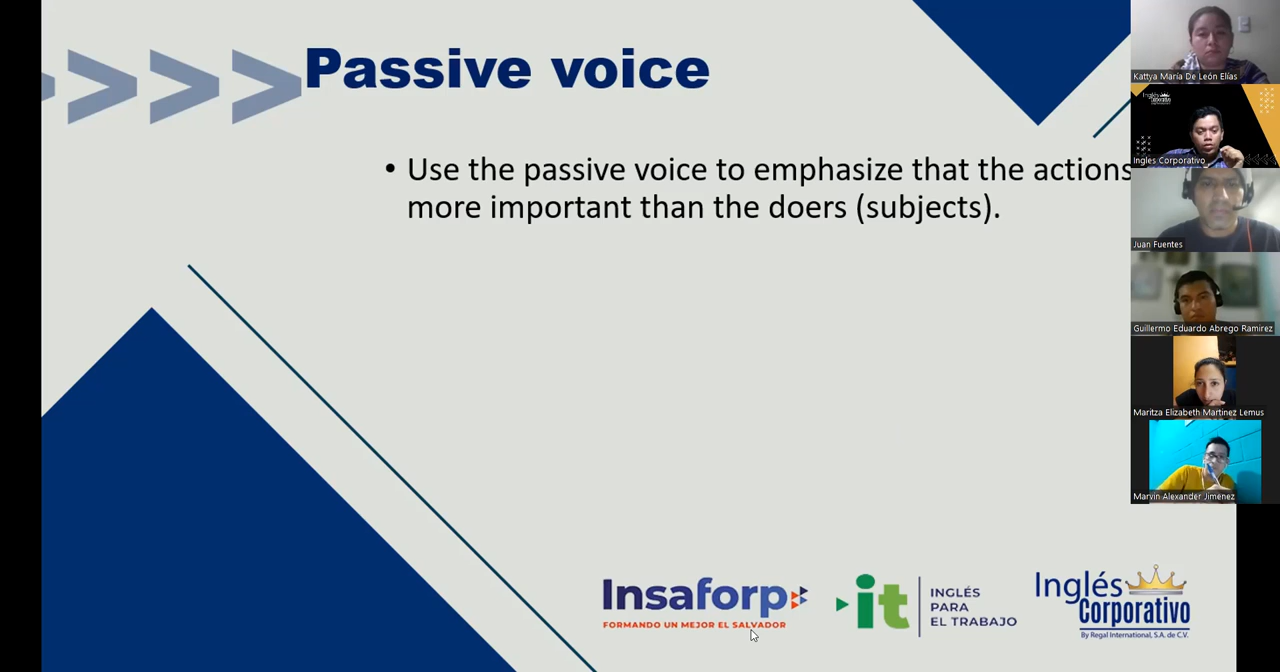 Passive voice
• Use the passive voice to emphasize that the actions
more important than the doers (subjects).
Kattya María De León Elías
Inglés Corporativo
Ingles Corporativo
Juan Fuentes
Guillermo Eduardo Abrego Ramirez
Maritza Elizabeth Martinez Lemus
Marvin Alexander Jiménez
Insaforp
FORMANDO UN MEJOR EL SALVADOR
it
INGLÉS
PARA
EL TRABAJO
Inglés
Corporativo
By Regal International, S.A. de C.V.